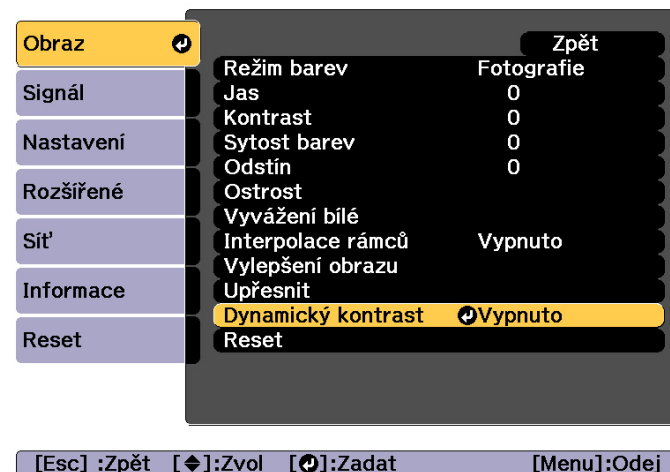 Obraz
Signál
Nastavení
Rozšířené
Síť
Informace
Reset
Zpět
Režim barev Fotografie
Jas 0
Kontrast 0
Sytost barev 0
Odstín 0
Ostrost
Vyvážení bílé
Interpolace rámců Vypnuto
Vylepšení obrazu
Upřesnit
Dynamický kontrast Vypnuto
Reset
[Esc] :Zpět [◆]:Zvol [↵]:Zadat [Menu]:Odej